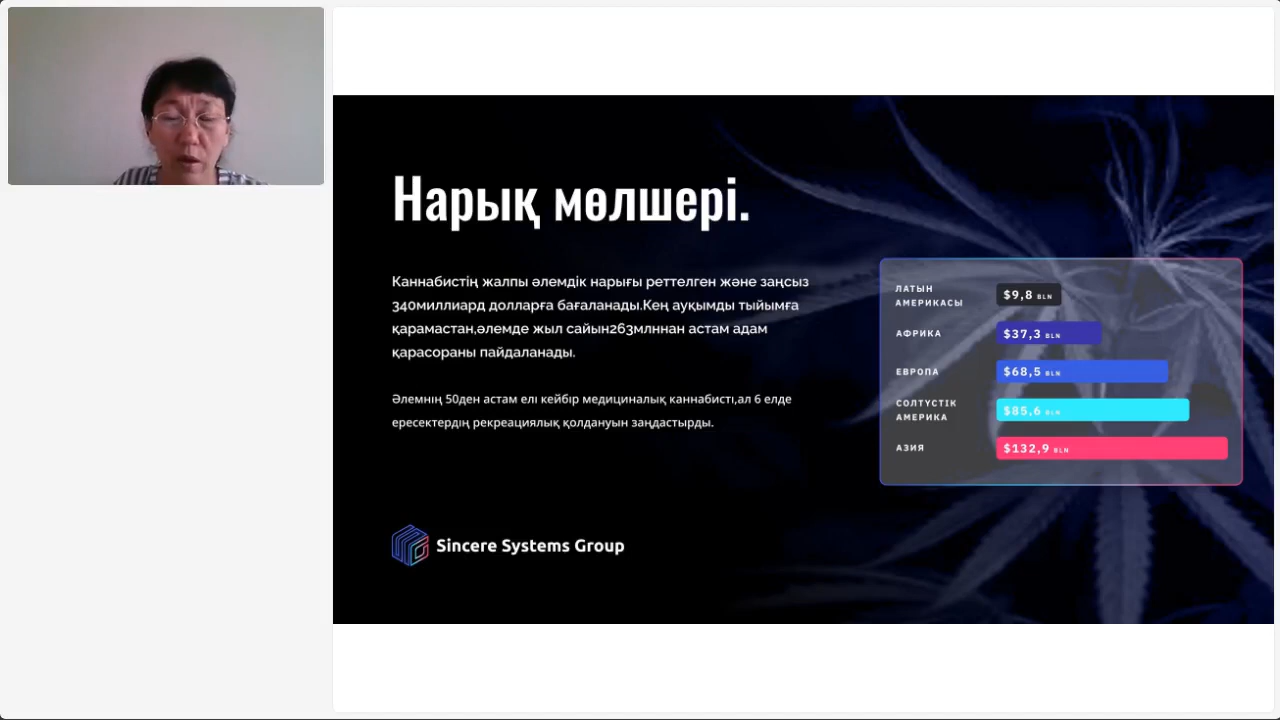 Нарық мөлшері.
Каннабистің жалпы әлемдік нарығы реттелген және заңсыз
340миллиард долларға бағаланады.Кең ауқымды тыйымға
қарамастан,әлемде жыл сайын263млннан астам адам
қарасораны пайдаланады.
Әлемнің 50ден астам елі кейбір медициналық каннабисті,ал 6 елде
ересектердің рекреациялық қолдануын заңдастырды.
Sincere Systems Group
ЛАТЫН
АМЕРИКАСЫ
$9,8 BLN
АФРИКА
$37,3 BLN
ЕВРОПА
$68,5 BLN
СОЛТҮСТІК
АМЕРИКА
$85,6 BLN
АЗИЯ
$132,9 BLN